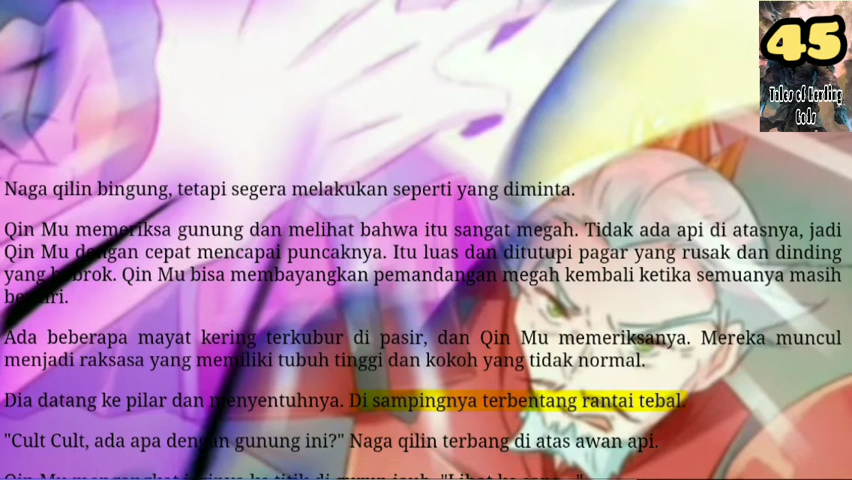 45
Tales of Herding
Gods
Naga qilin bingung, tetapi segera melakukan seperti yang diminta.
Qin Mu memeriksa gunung dan melihat bahwa itu sangat megah. Tidak ada api di atasnya, jadi
Qin Mu dengan cepat mencapai puncaknya. Itu luas dan ditutupi pagar yang rusak dan dinding
yang bobrok. Qin Mu bisa membayangkan pemandangan megah kembali ketika semuanya masih
berdiri.
Ada beberapa mayat kering terkubur di pasir, dan Qin Mu memeriksanya. Mereka muncul
menjadi raksasa yang memiliki tubuh tinggi dan kokoh yang tidak normal.
Dia datang ke pilar dan menyentuhnya. Di sampingnya terbentang rantai tebal.
"Cult Cult, ada apa dengan gunung ini?" Naga qilin terbang di atas awan api.